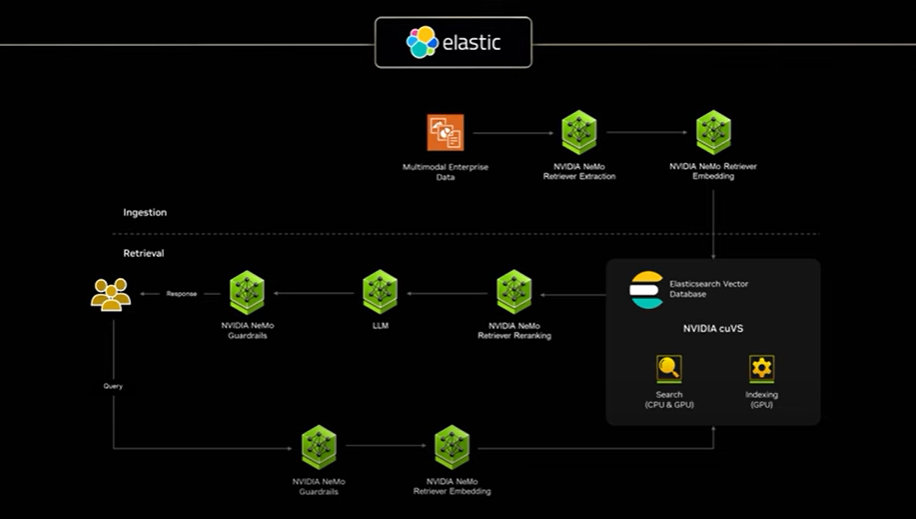 elastic
Multimodal Enterprise
Data
NVIDIA NeMo
Retriever Extraction
NVIDIA NeMo Retriever
Embedding
Ingestion
Retrieval
Response
NVIDIA NeMo
Guardrails
LLM
NVIDIA NeMo
Retriever Reranking
Elasticsearch Vector
Database
NVIDIA cuVS
Search
(CPU & GPU)
Indexing
(GPU)
Query
NVIDIA NeMo
Guardrails
NVIDIA NeMo
Retriever Embedding